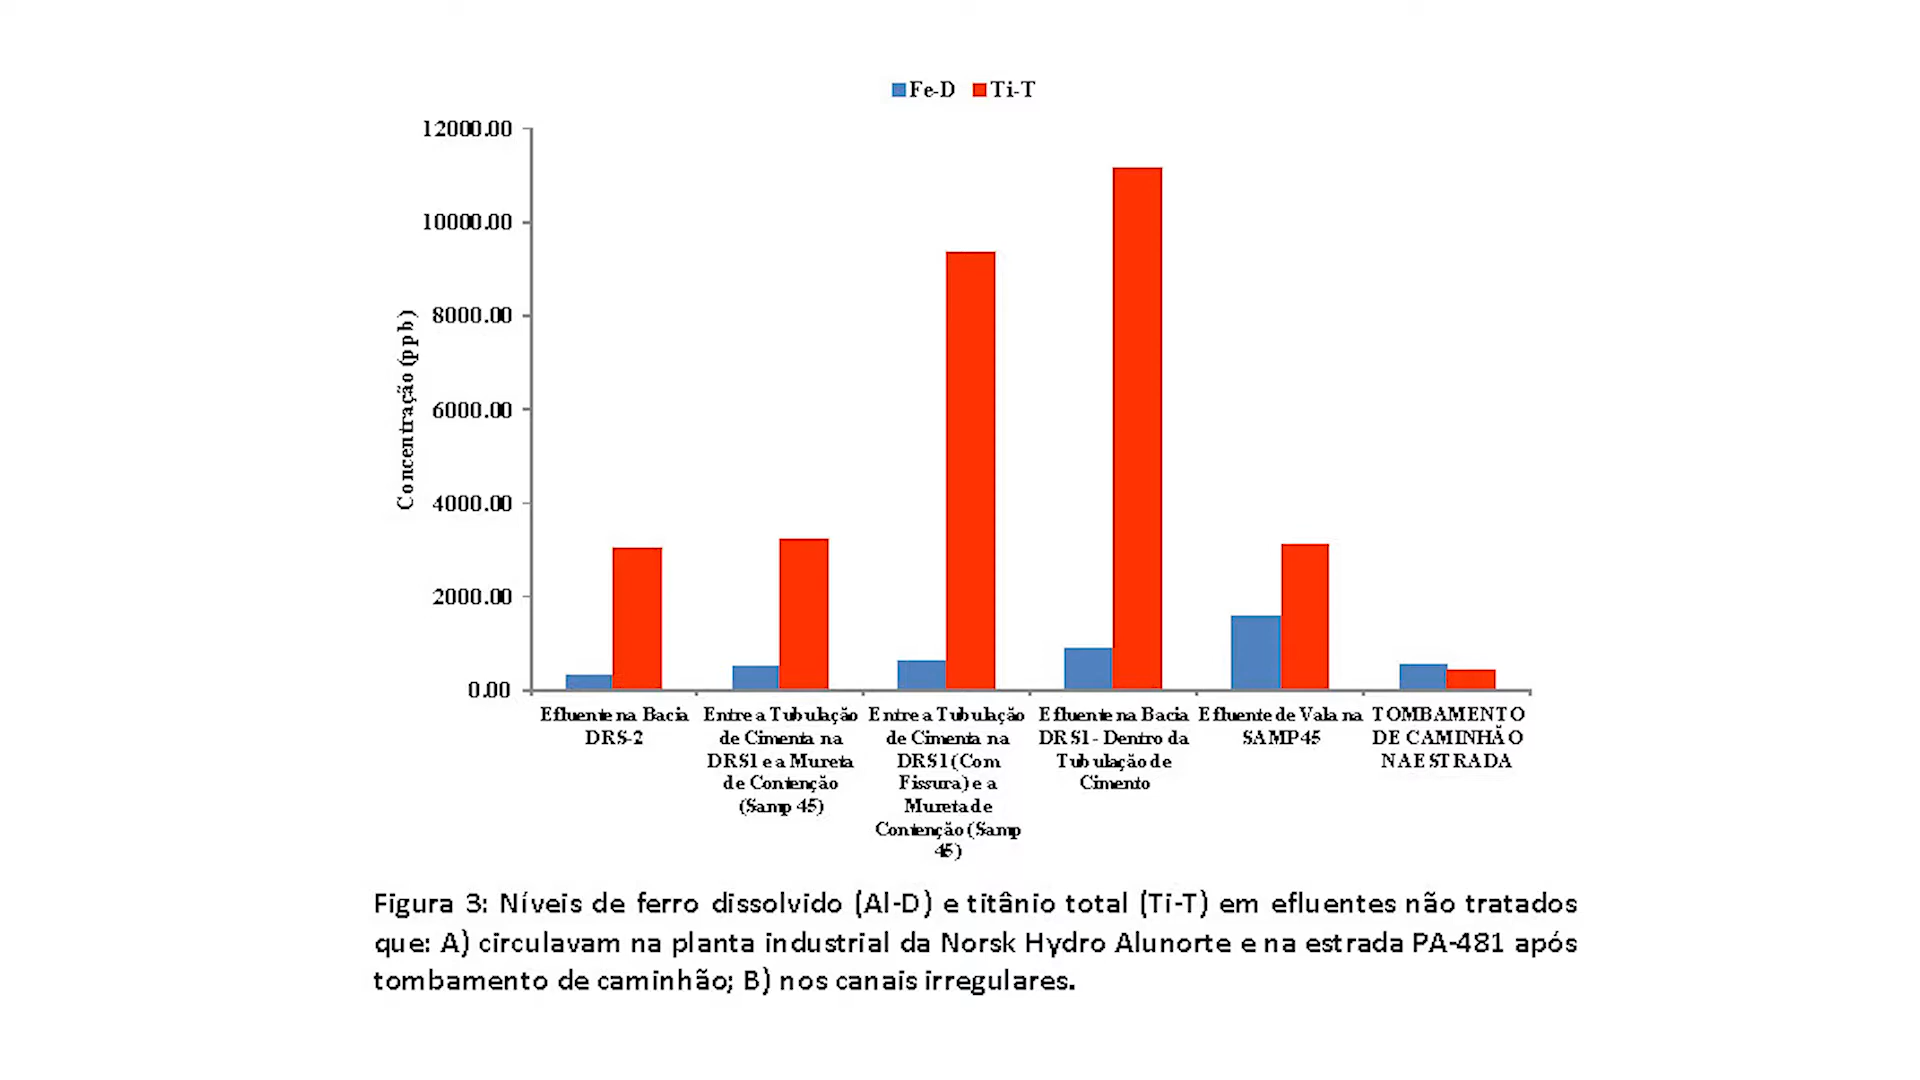 Fe-D Ti-T
12000.00
10000.00
8000.00
6000.00
4000.00
2000.00
0.00
Concentração (ppb)
Efluente na Bacia
DRS-2
Entre a Tubulação
de Cimenta na
DRS1 e a Mureta
de Contenção
(Samp 45)
Entre a Tubulação
de Cimenta na
DRS1 (Com
Fissura) e a
Mureta de
Contenção (Samp
45)
Efluente na Bacia
DRS1 - Dentro da
Tubulação de
Cimento
Efluente de Vala na
SAMP45
TOMBAMENTO
DE CAMINHÃO
NA ESTRADA
Figura 3: Níveis de ferro dissolvido (Al-D) e titânio total (Ti-T) em efluentes não tratados
que: A) circulavam na planta industrial da Norsk Hydro Alunorte e na estrada PA-481 após
tombamento de caminhão; B) nos canais irregulares.